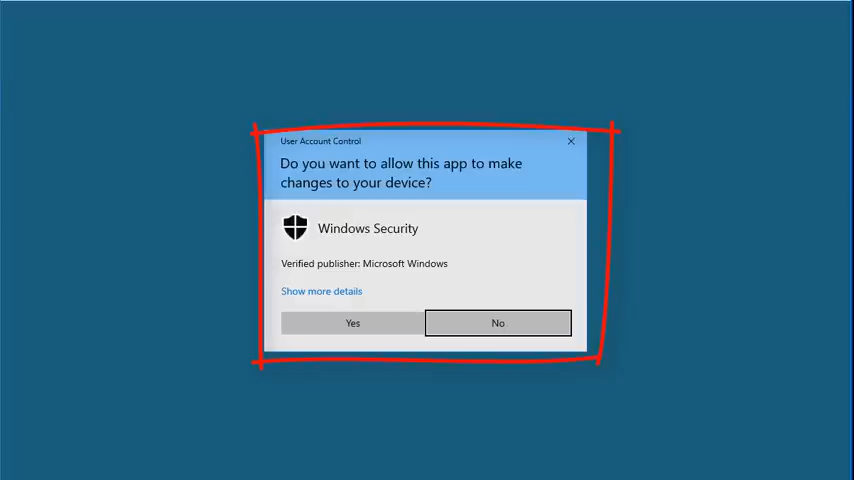 User Account Control
Do you want to allow this app to make
changes to your device?
Windows Security
Verified publisher: Microsoft Windows
Show more details
Yes
No